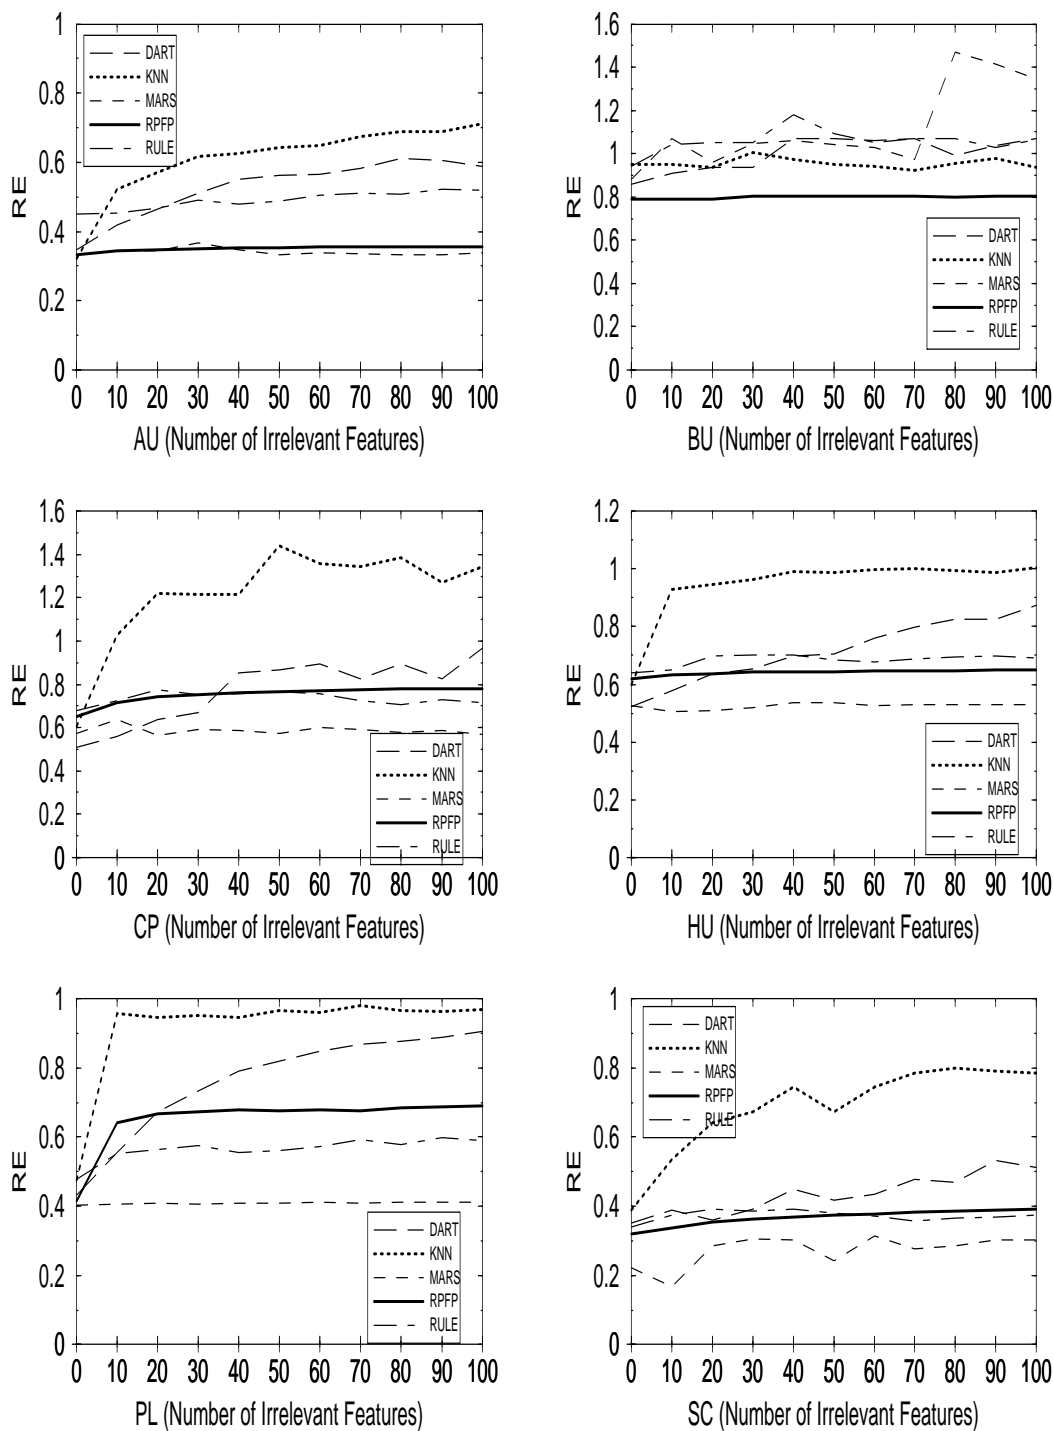 1
0.8
0.6
0.4
0.2
0
RE
DART
KNN
MARS
RPFP
RULE
0 10 20 30 40 50 60 70 80 90 100
AU (Number of Irrelevant Features)
1.6
1.4
1.2
1
0.8
0.6
0.4
0.2
0
RE
DART
KNN
MARS
RPFP
RULE
0 10 20 30 40 50 60 70 80 90 100
BU (Number of Irrelevant Features)
1.6
1.4
1.2
1
0.8
0.6
0.4
0.2
0
RE
DART
KNN
MARS
RPFP
RULE
0 10 20 30 40 50 60 70 80 90 100
CP (Number of Irrelevant Features)
1.2
1
0.8
0.6
0.4
0.2
0
RE
DART
KNN
MARS
RPFP
RULE
0 10 20 30 40 50 60 70 80 90 100
HU (Number of Irrelevant Features)
1
0.8
0.6
0.4
0.2
0
RE
DART
KNN
MARS
RPFP
RULE
0 10 20 30 40 50 60 70 80 90 100
PL (Number of Irrelevant Features)
1
0.8
0.6
0.4
0.2
0
RE
DART
KNN
MARS
RPFP
RULE
0 10 20 30 40 50 60 70 80 90 100
SC (Number of Irrelevant Features)